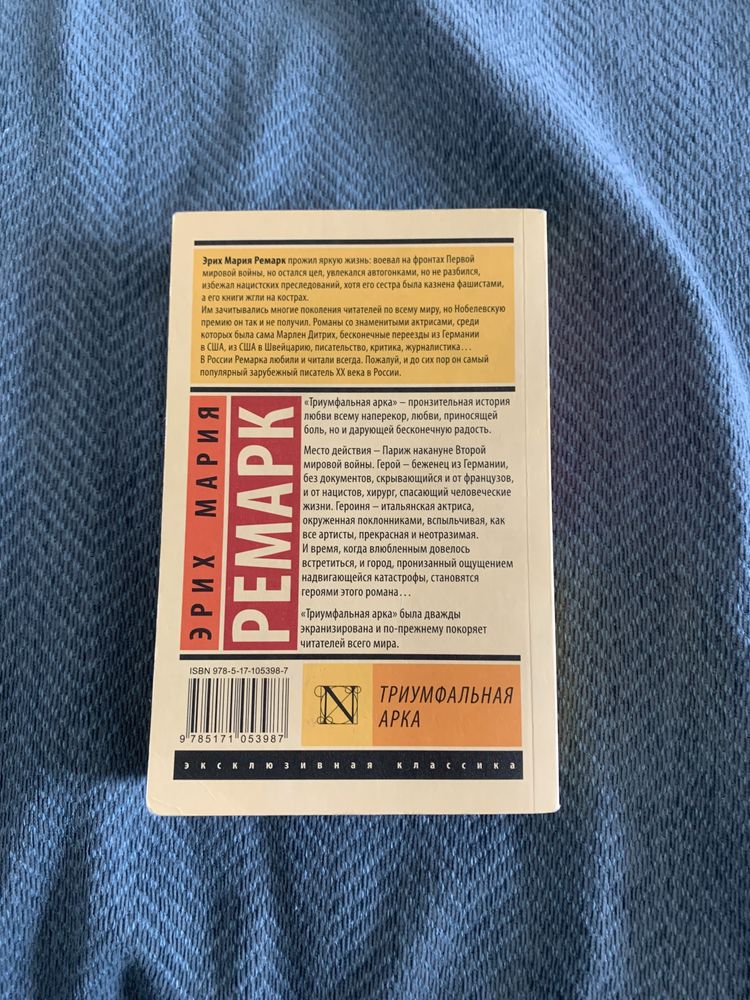 Эрих Мария Ремарк прожил яркую жизнь: воевал на фронтах Первой
мировой войны, но остался цел, увлекался автогонками, но не разбился,
избежал нацистских преследований, хотя его сестра была казнена фашистами,
а его книги жгли на кострах.
Им зачитывались многие поколения читателей по всему миру, но Нобелевскую
премию он так и не получил. Романы со знаменитыми актрисами, среди
которых была сама Марлен Дитрих, бесконечные переезды из Германии
в США, из США в Швейцарию, писательство, критика, журналистика...
В России Ремарка любили и читали всегда. Пожалуй, и до сих пор он самый
популярный зарубежный писатель XX века в России.
ЭРИХ МАРИЯ
РЕМАРК
«Триумфальная арка» – пронзительная история
любви всему наперекор, любви, приносящей
боль, но и дарующей бесконечную радость.
Место действия – Париж накануне Второй
мировой войны. Герой – беженец из Германии,
без документов, скрывающийся и от французов,
и от нацистов, хирург, спасающий человеческие
жизни. Героиня – итальянская актриса,
окруженная поклонниками, вспыльчивая, как
все артисты, прекрасная и неотразимая.
И время, когда влюбленным довелось
встретиться, и город, пронизанный ощущением
надвигающейся катастрофы, становятся
героями этого романа...
«Триумфальная арка» была дважды
экранизирована и по-прежнему покоряет
читателей всего мира.
ISBN 978-5-17-105398-7
9 785171 053987
N
ТРИУМФАЛЬНАЯ
АРКА
эксклюзивная классика